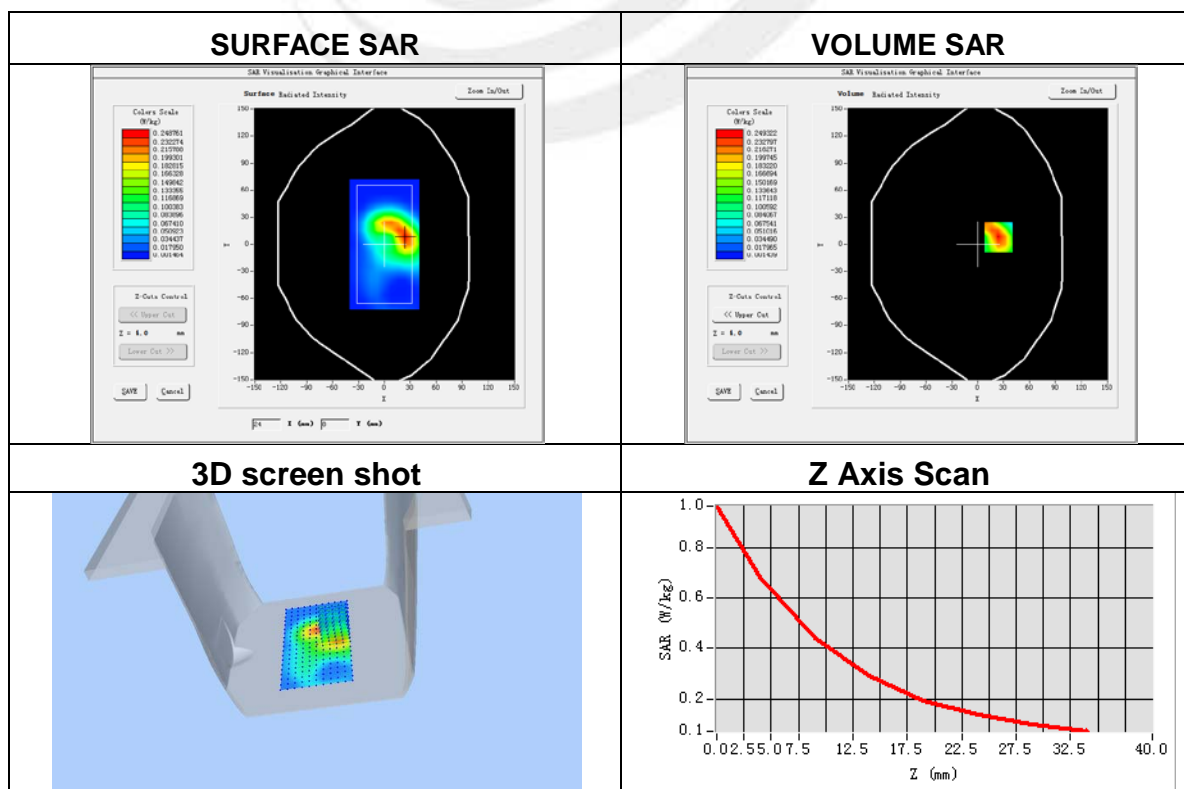 SURFACE SAR
VOLUME SAR
SAR Visualisation Graphical Interface
Surface Radiated Intensity
Zoom In/Out
Colors Scale
(W/kg)
0.248761
0.232274
0.215788
0.199301
0.182815
0.166328
0.149842
0.133355
0.116869
0.100383
0.083896
0.067410
0.050923
0.034437
0.017950
0.001464
150
120
90
60
30
0
-30
-60
-90
-120
-150
Y
-150 -120 -90 -60 -30 0 30 60 90 120 150
X
Z-Cuts Control
<< Upper Cut
Z = mm
Lower Cut >>
SAVE Cancel
24 X (mm) 8 Y (mm)
SAR Visualisation Graphical Interface
Volume Radiated Intensity
Zoom In/Out
Colors Scale
(W/kg)
0.249322
0.232797
0.216271
0.199745
0.183220
0.166694
0.150169
0.133643
0.117118
0.100592
0.084067
0.067541
0.051016
0.034490
0.017965
0.001439
150
120
90
60
30
0
-30
-60
-90
-120
-150
Y
-150 -120 -90 -60 -30 0 30 60 90 120 150
X
Z-Cuts Control
<< Upper Cut
Z = mm
Lower Cut >>
SAVE Cancel
3D screen shot
Z Axis Scan
1.0
0.8
0.6
0.4
0.2
0.1
SAR (W/kg)
0.0 2.5 5.0 7.5 12.5 17.5 22.5 27.5 32.5 40.0
Z (mm)